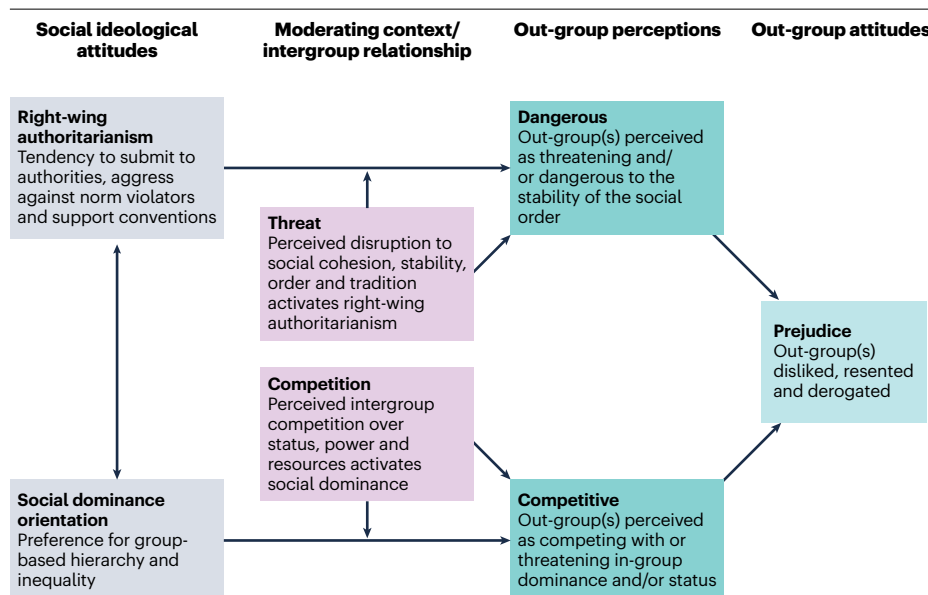 Social ideological
attitudes
Moderating context/
intergroup relationship
Out-group perceptions
Out-group attitudes
Right-wing
authoritarianism
Tendency to submit to
authorities, aggress
against norm violators
and support conventions
Threat
Perceived disruption to
social cohesion, stability,
order and tradition
activates right-wing
authoritarianism
Dangerous
Out-group(s) perceived
as threatening and/
or dangerous to the
stability of the social
order
Prejudice
Out-group(s)
disliked, resented
and derogated
Competition
Perceived intergroup
competition over
status, power and
resources activates
social dominance
Social dominance
orientation
Preference for group-
based hierarchy and
inequality
Competitive
Out-group(s) perceived
as competing with or
threatening in-group
dominance and/or status